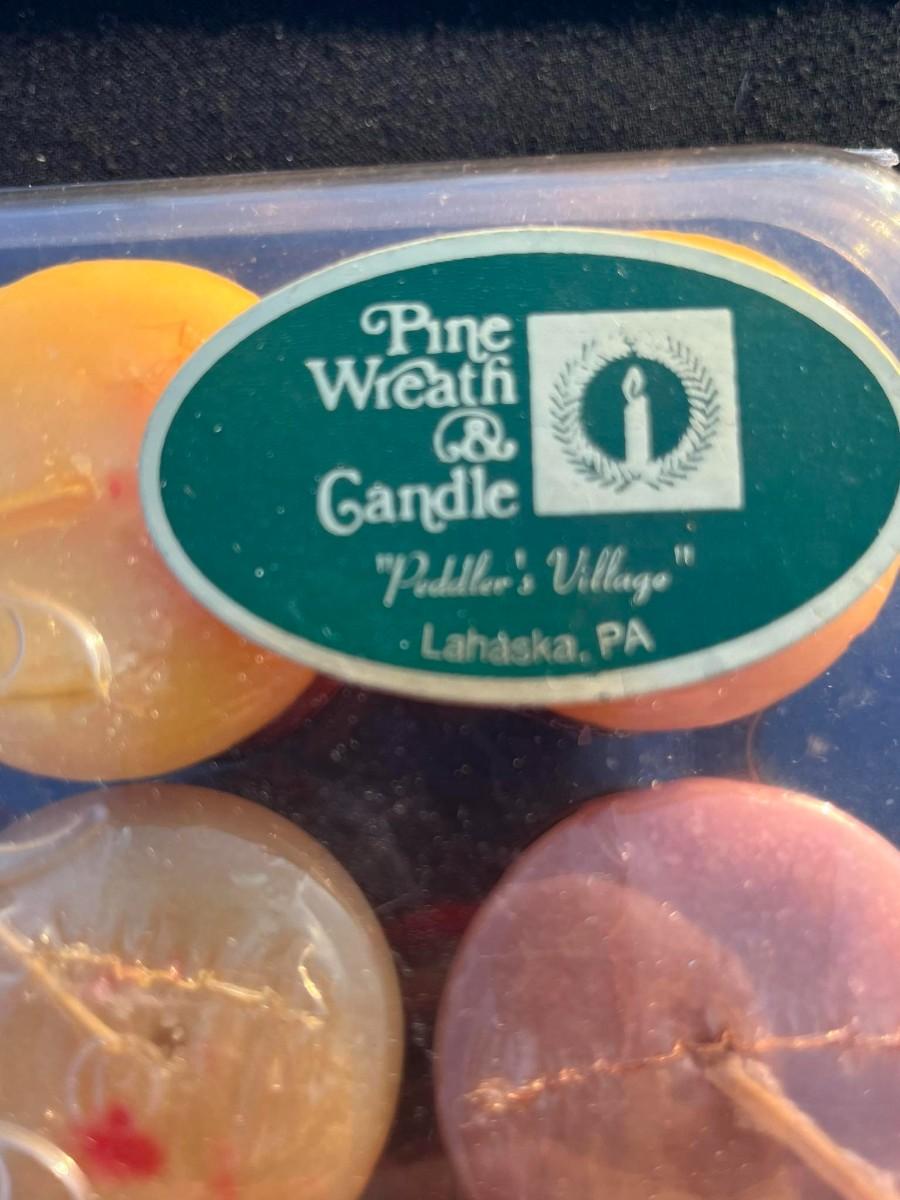 Pine
Wreath
&
Candle
"Peddler's Village"
Lahaska, PA